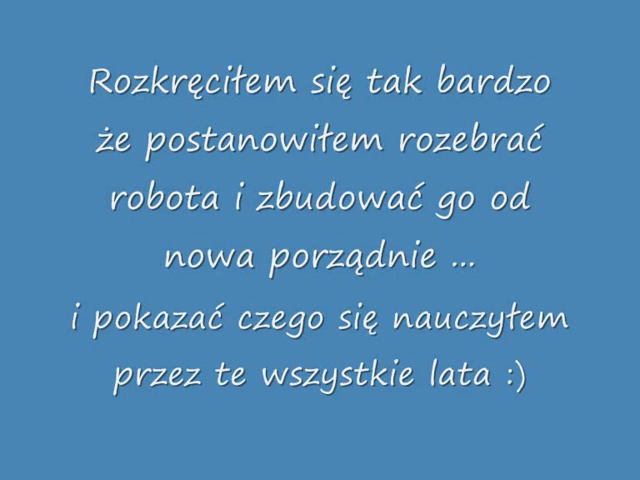 Rozkręciłem się tak bardzo
że postanowiłem rozebrać
robota i zbudować go od
nowa porządnie ...
i pokazać czego się nauczyłem
przez te wszystkie lata :)